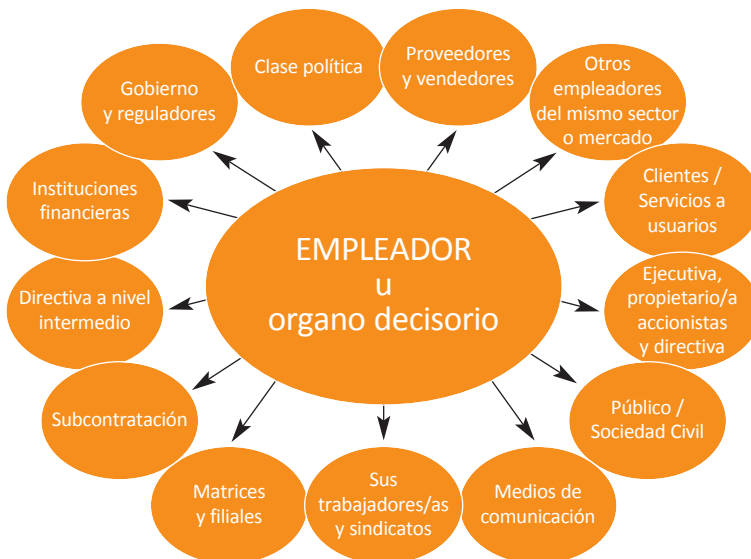 Clase política
Proveedores
y vendedores
Otros
empleadores
del mismo sector
o mercado
Clientes /
Servicios a
usuarios
Ejecutiva,
propietario/a
accionistas
y directiva
Público /
Sociedad Civil
Medios de
comunicación
Sus
trabajadores/as
y sindicatos
Matrices
y filiales
Subcontratación
Directiva a nivel
intermedio
Instituciones
financieras
Gobierno
y reguladores
EMPLEADOR
u
organo decisorio